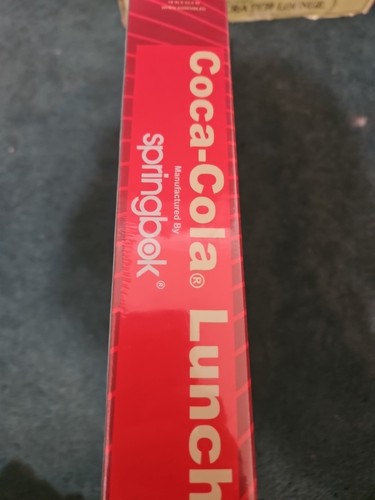 Coca-Cola® Lunch
Manufactured By
springbok®